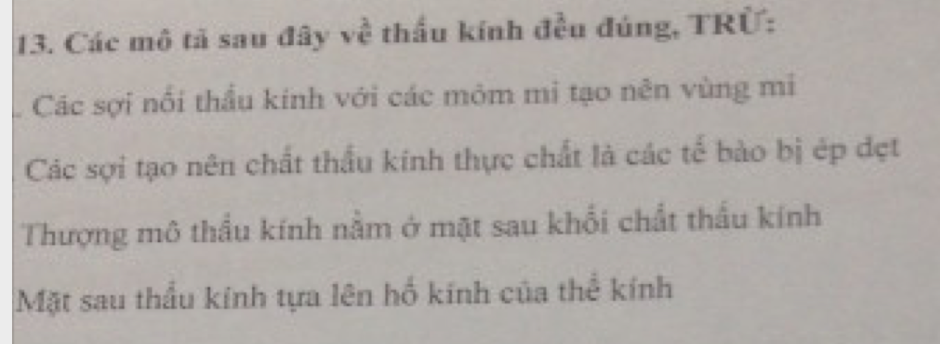 13. Các mô tả sau đây về thấu kính đều đúng, TRỪ:
. Các sợi nối thấu kính với các mỏm mi tạo nên vùng mi
Các sợi tạo nên chất thấu kính thực chất là các tế bào bị ép dẹt
Thượng mô thấu kính nằm ở mặt sau khối chất thấu kính
Mặt sau thấu kính tựa lên hố kính của thể kính